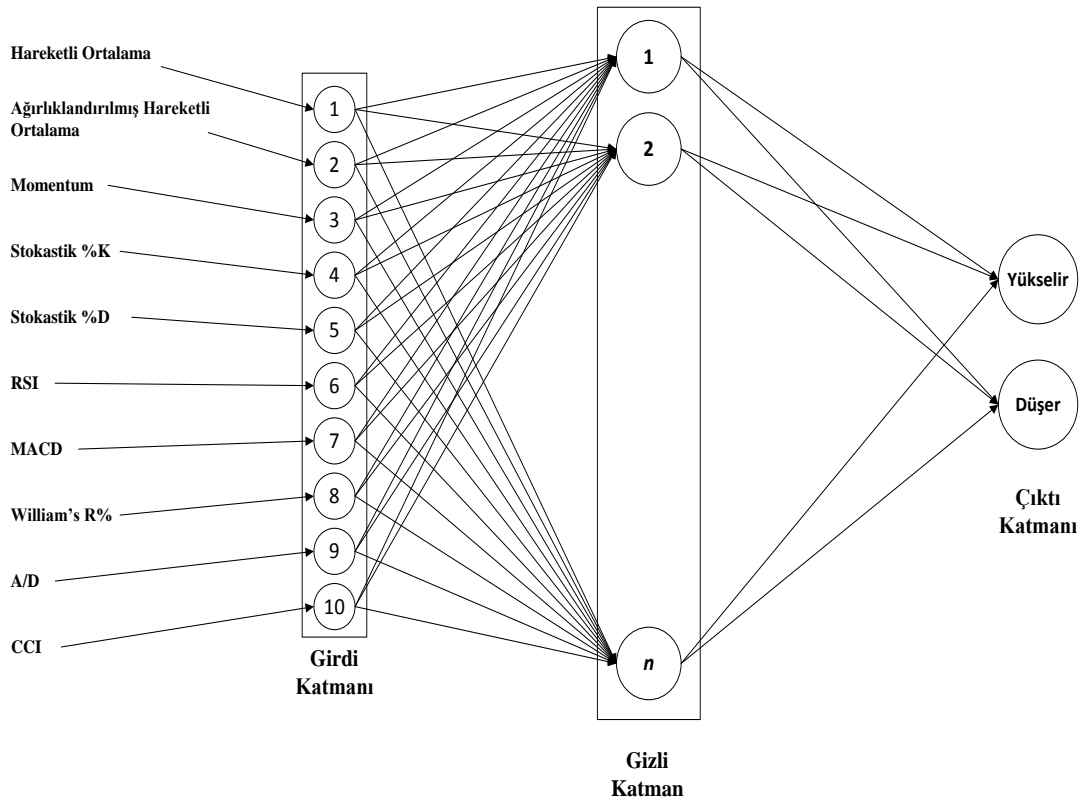 Hareketli Ortalama
Ağırlıklandırılmış Hareketli
Ortalama
Momentum
Stokastik %K
Stokastik %D
RSI
MACD
William's R%
A/D
CCI
1
2
3
4
5
6
7
8
9
10
Girdi
Katmanı
1
2
n
Gizli
Katman
Yükselir
Düşer
Çıktı
Katmanı